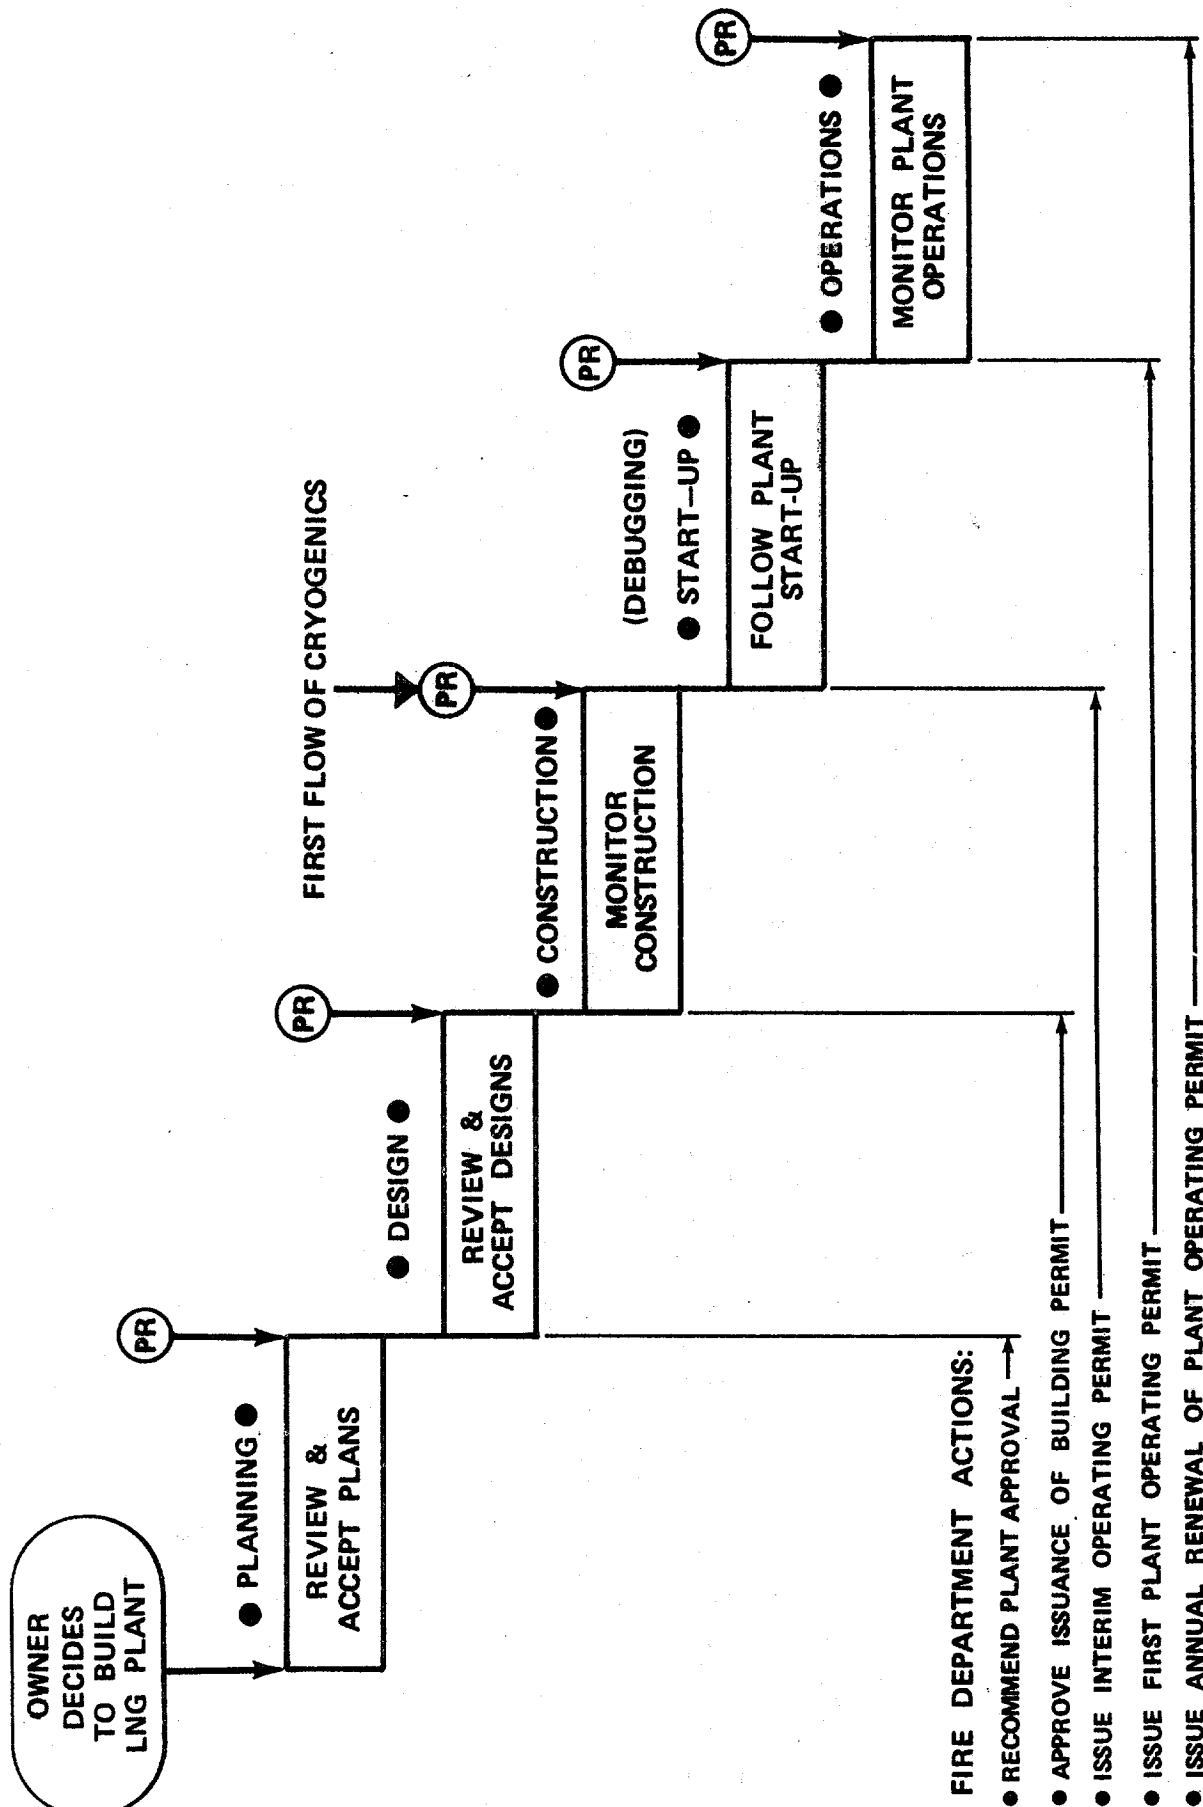 OWNER
DECIDES
TO BUILD
LNG PLANT
● PLANNING ●
REVIEW &
ACCEPT PLANS
PR
● DESIGN ●
REVIEW &
ACCEPT DESIGNS
PR
● CONSTRUCTION ●
MONITOR
CONSTRUCTION
FIRST FLOW OF CRYOGENICS
PR
(DEBUGGING)
● START-UP ●
FOLLOW PLANT
START-UP
PR
● OPERATIONS ●
MONITOR PLANT
OPERATIONS
PR
FIRE DEPARTMENT ACTIONS:
● RECOMMEND PLANT APPROVAL
● APPROVE ISSUANCE OF BUILDING PERMIT
● ISSUE INTERIM OPERATING PERMIT
● ISSUE FIRST PLANT OPERATING PERMIT
● ISSUE ANNUAL RENEWAL OF PLANT OPERATING PERMIT